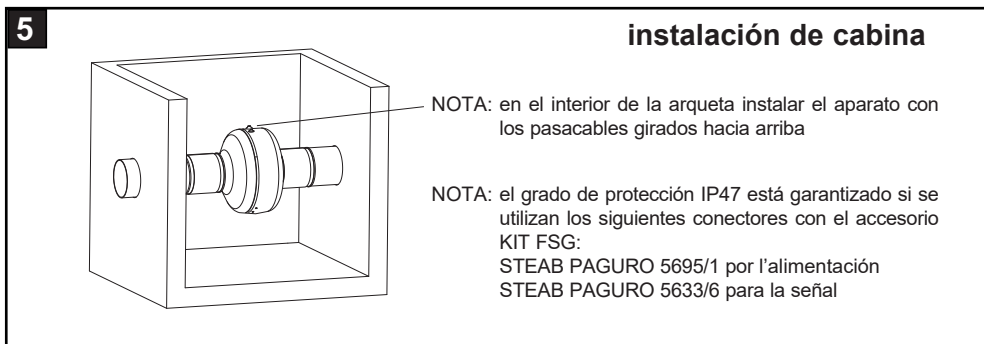 5
instalación de cabina
NOTA: en el interior de la arqueta instalar el aparato con
los pasacables girados hacia arriba
NOTA: el grado de protección IP47 está garantizado si se
utilizan los siguientes conectores con el accesorio
KIT FSG:
STEAB PAGURO 5695/1 por l’alimentación
STEAB PAGURO 5633/6 para la señal